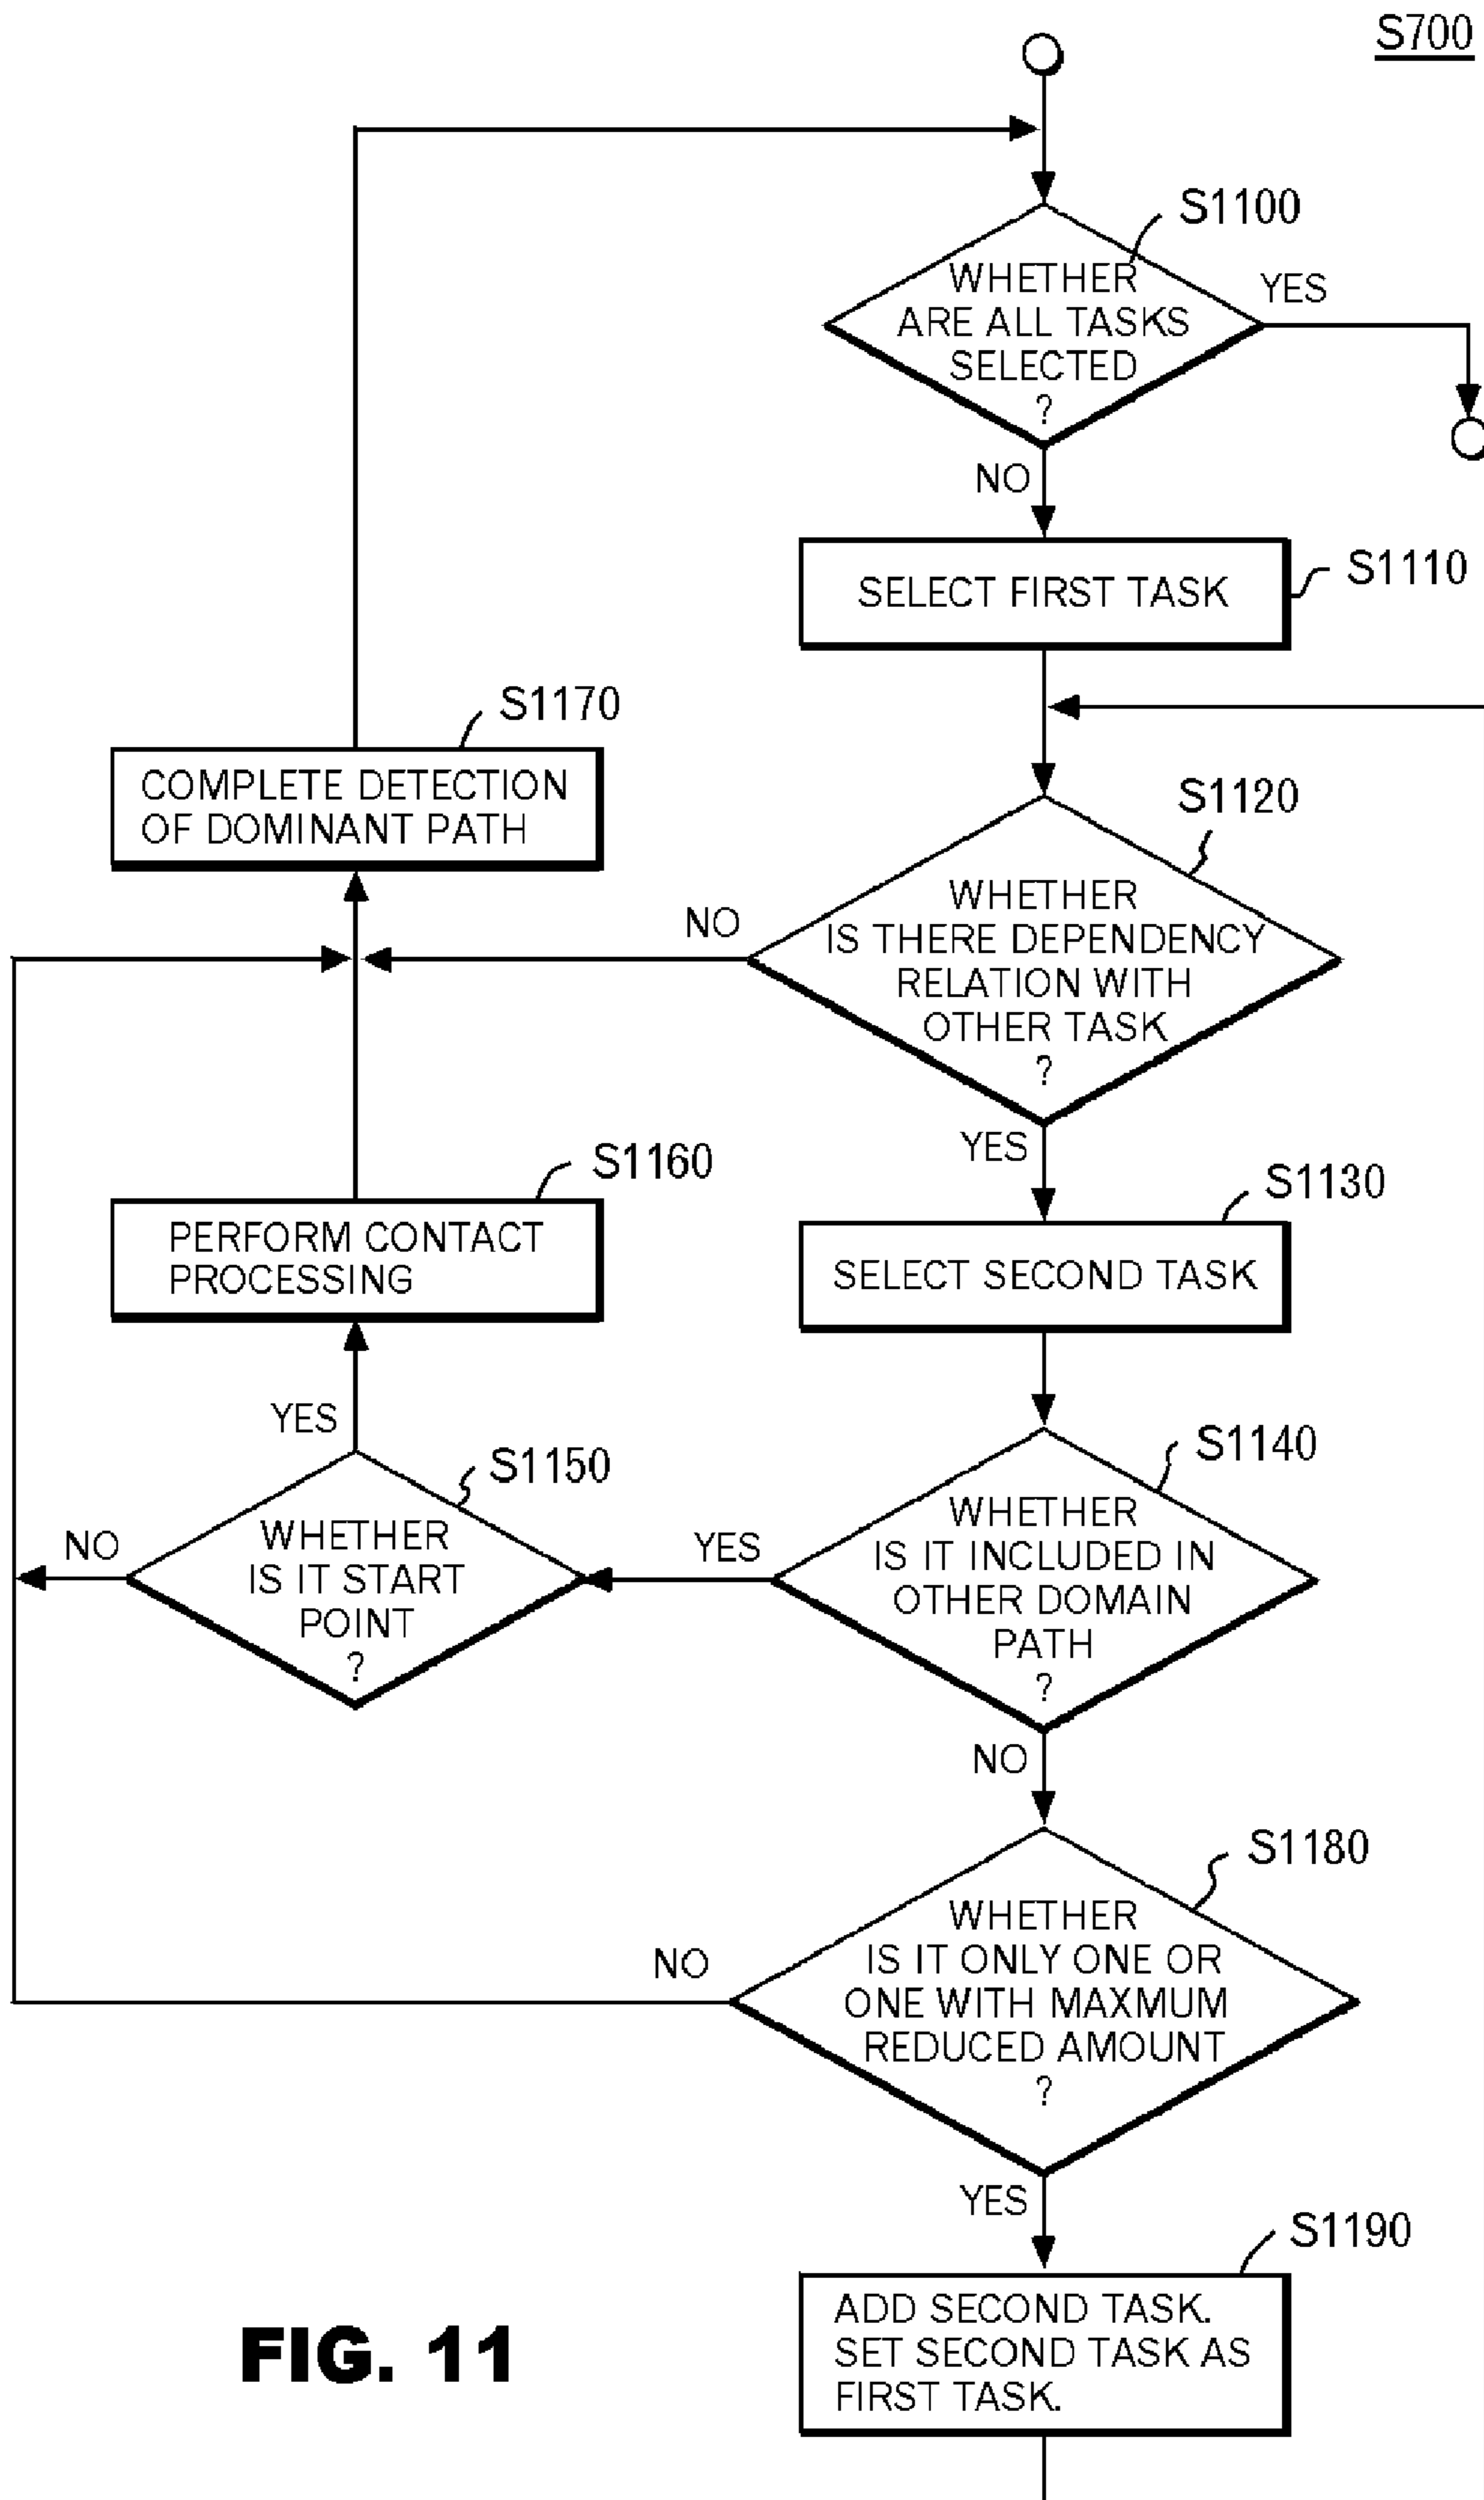 S700
S1100
WHETHER
ARE ALL TASKS
SELECTED
?
YES
NO
SELECT FIRST TASK
S1110
S1170
COMPLETE DETECTION
OF DOMINANT PATH
S1120
WHETHER
IS THERE DEPENDENCY
RELATION WITH
OTHER TASK
?
NO
YES
S1160
PERFORM CONTACT
PROCESSING
S1130
SELECT SECOND TASK
YES
S1150
WHETHER
IS IT START
POINT
?
NO
S1140
WHETHER
IS IT INCLUDED IN
OTHER DOMAIN
PATH
?
YES
NO
S1180
WHETHER
IS IT ONLY ONE OR
ONE WITH MAXMUM
REDUCED AMOUNT
?
NO
YES
S1190
ADD SECOND TASK.
SET SECOND TASK AS
FIRST TASK.
FIG. 11